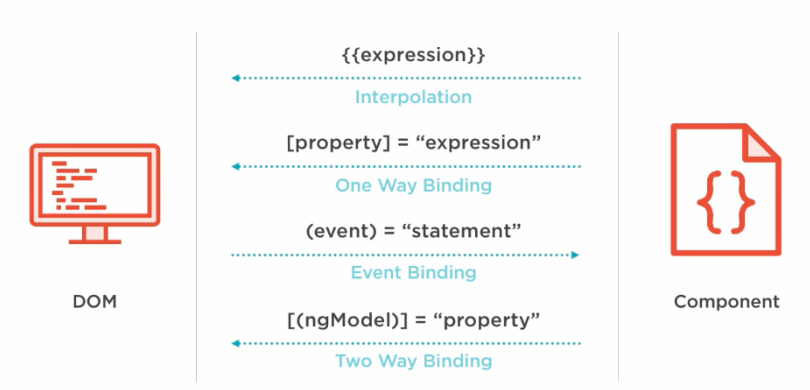 {{expression}}
Interpolation
[property] = “expression”
One Way Binding
(event) = “statement”
Event Binding
[(ngModel)] = “property”
Two Way Binding
DOM
{}
Component